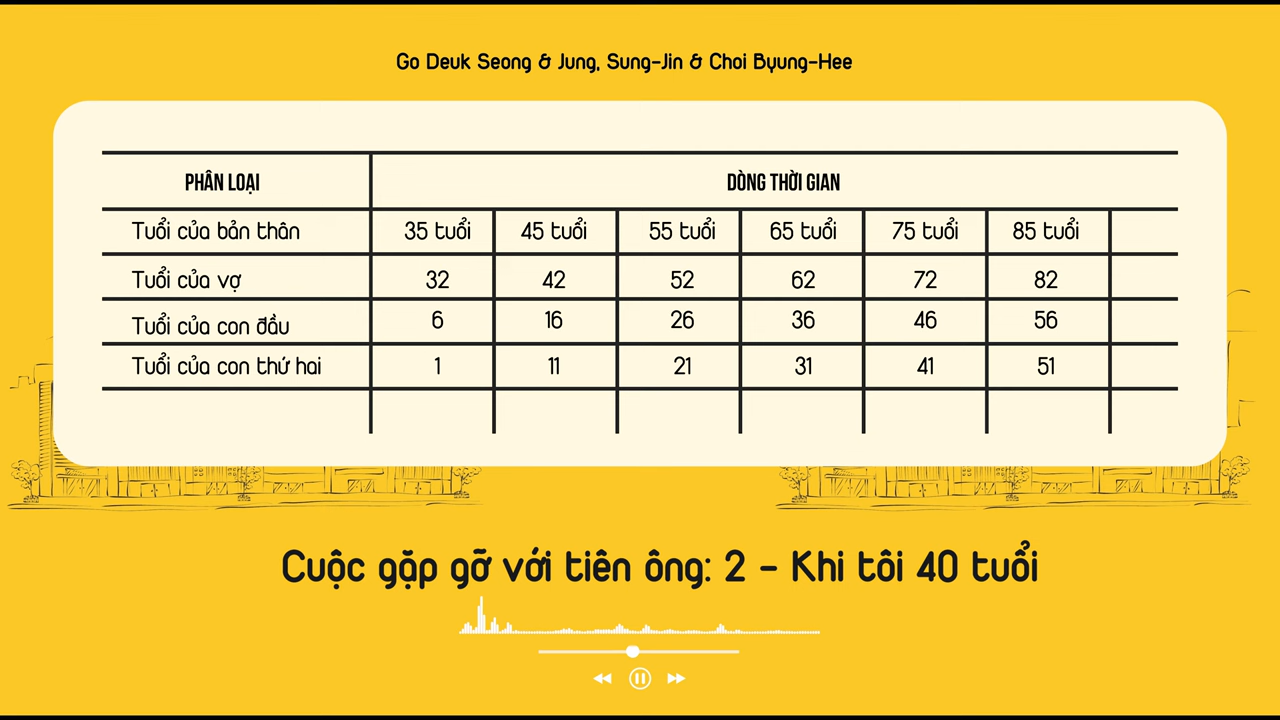 Go Deuk Seong & Jung, Sung-Jin & Choi Byung-Hee
PHÂN LOẠI DÒNG THỜI GIAN
Tuổi của bản thân 35 tuổi 45 tuổi 55 tuổi 65 tuổi 75 tuổi 85 tuổi
Tuổi của vợ 32 42 52 62 72 82
Tuổi của con đầu 6 16 26 36 46 56
Tuổi của con thứ hai 1 11 21 31 41 51
Cuộc gặp gỡ với tiên ông: 2 - Khi tôi 40 tuổi